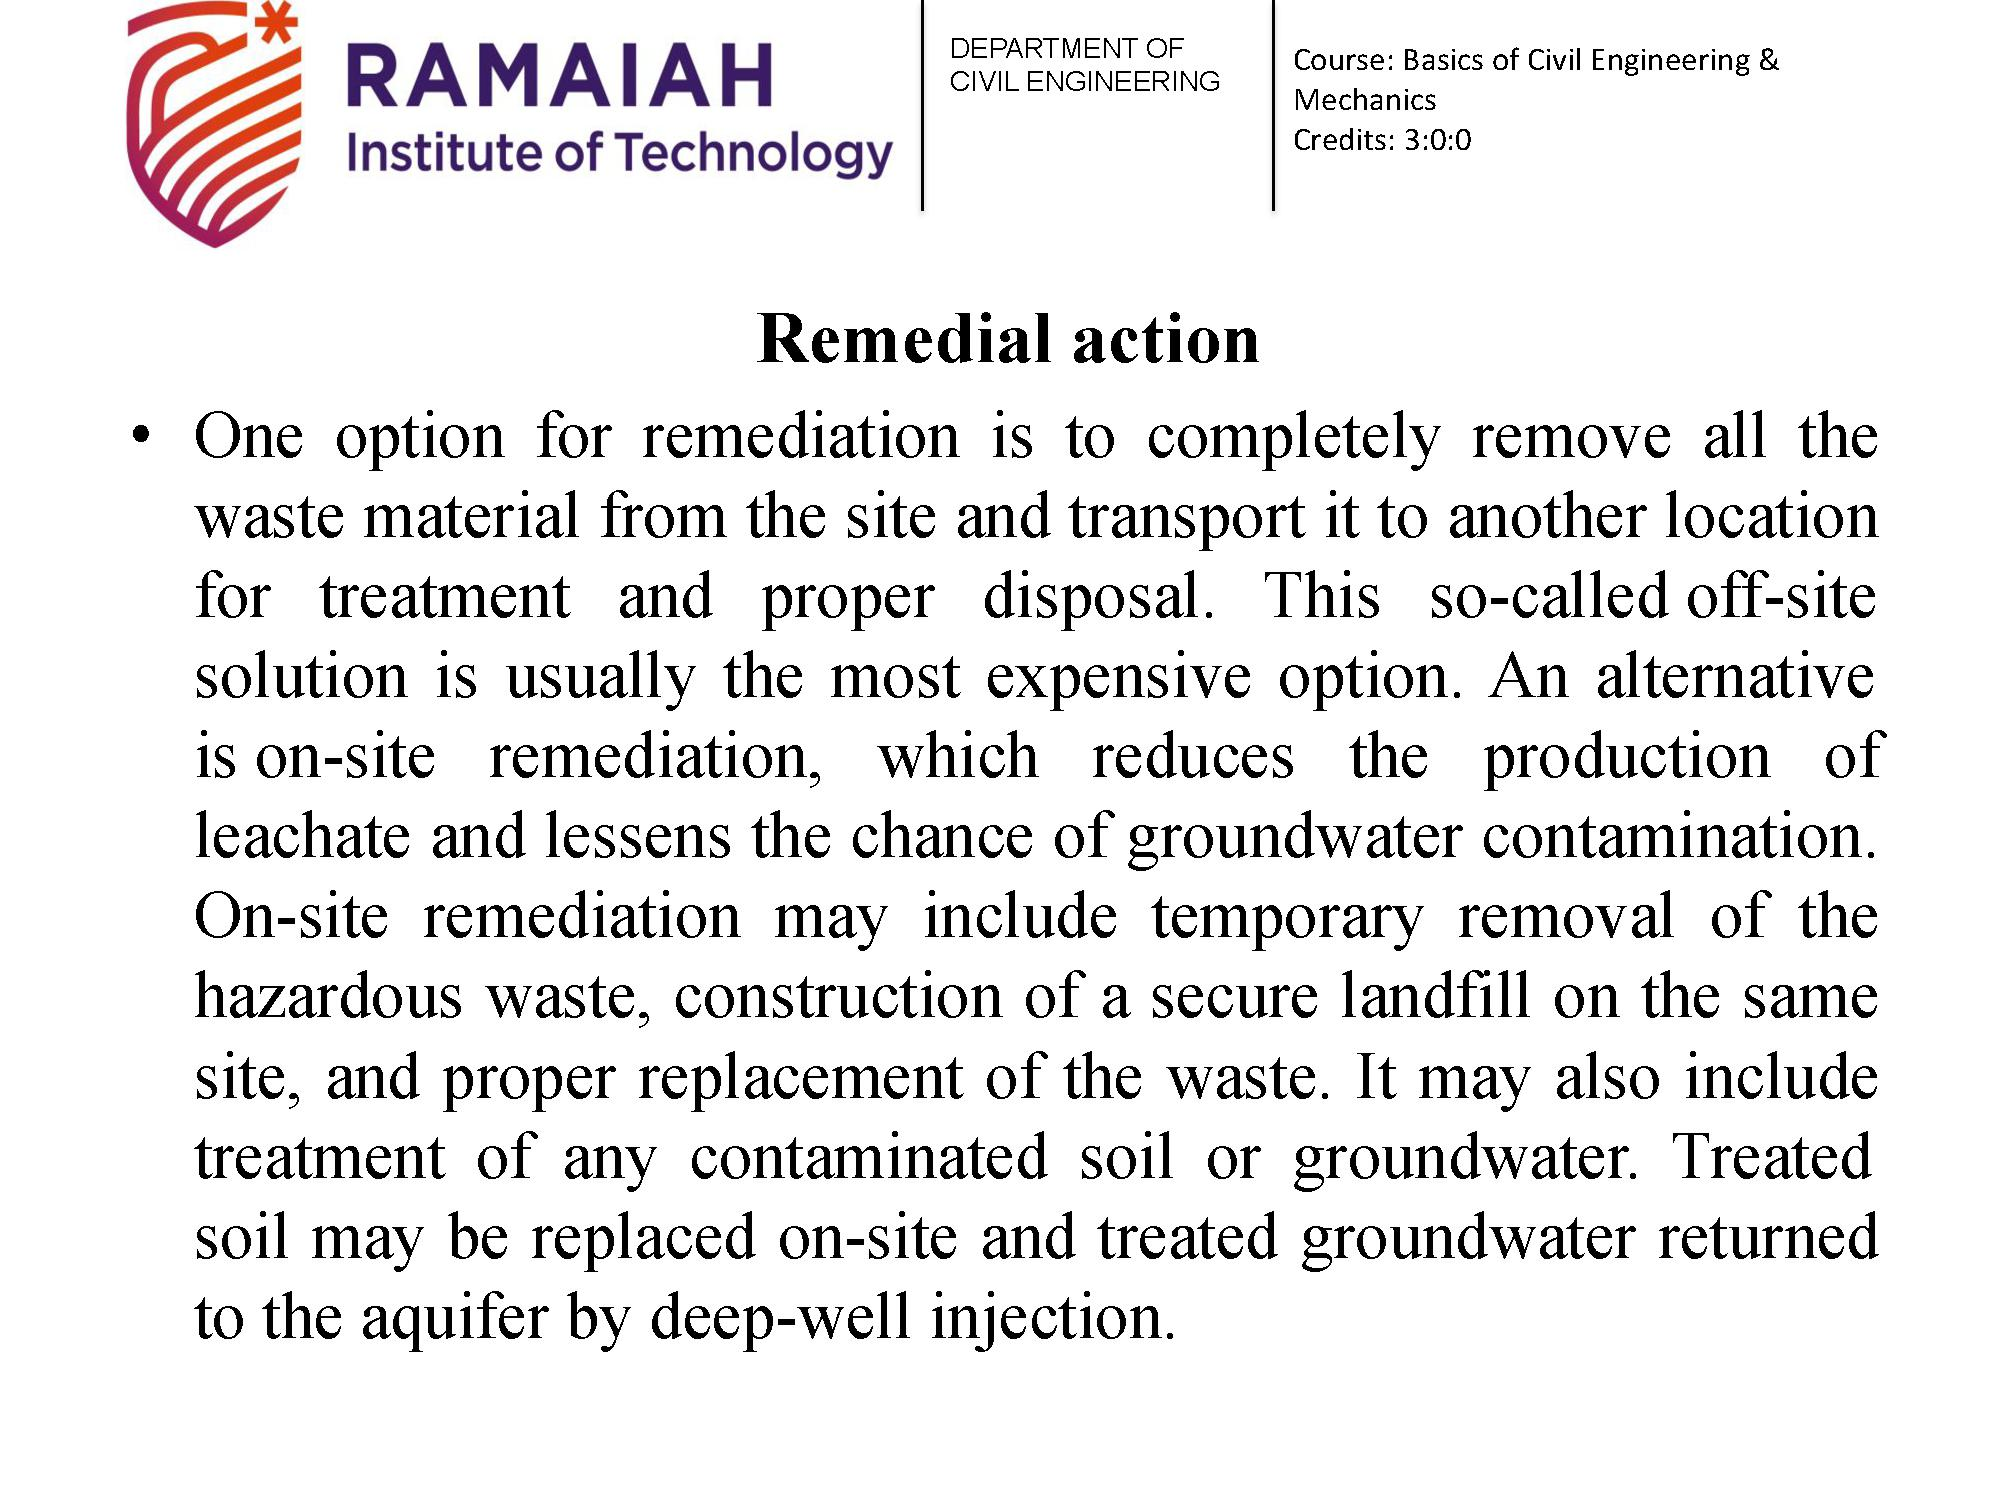 RAMAIAH
Institute of Technology
DEPARTMENT OF
CIVIL ENGINEERING
Course: Basics of Civil Engineering &
Mechanics
Credits: 3:0:0
Remedial action
• One option for remediation is to completely remove all the
waste material from the site and transport it to another location
for treatment and proper disposal. This so-called off-site
solution is usually the most expensive option. An alternative
is on-site remediation, which reduces the production of
leachate and lessens the chance of groundwater contamination.
On-site remediation may include temporary removal of the
hazardous waste, construction of a secure landfill on the same
site, and proper replacement of the waste. It may also include
treatment of any contaminated soil or groundwater. Treated
soil may be replaced on-site and treated groundwater returned
to the aquifer by deep-well injection.